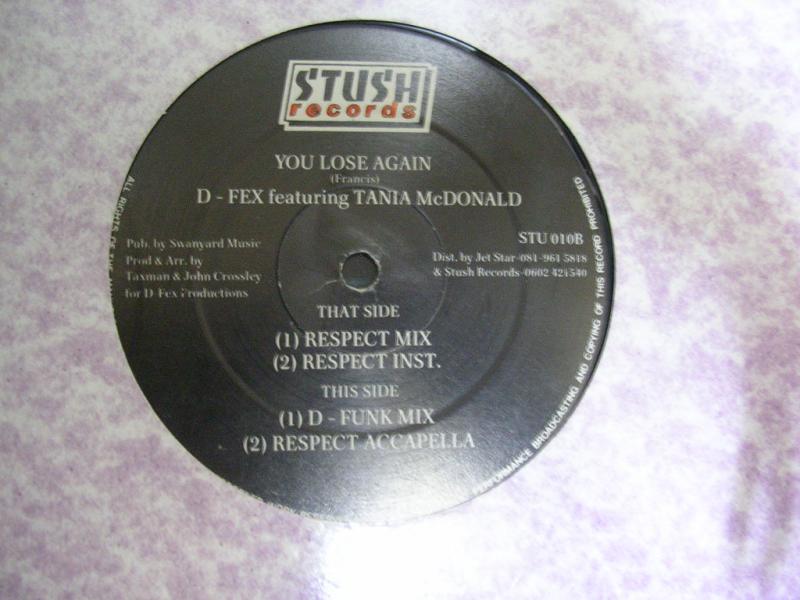 STUSH
records
YOU LOSE AGAIN
(Francis)
D - FEX featuring TANIA McDONALD
STU 010B
Pub. by Swanyard Music
Prod & Arr. by
Taxman & John Crossley
for D-Fex Productions
Dist. by Jet Star-081-961 5818
& Stush Records-0602 421540
THAT SIDE
(1) RESPECT MIX
(2) RESPECT INST.
THIS SIDE
(1) D - FUNK MIX
(2) RESPECT ACCAPELLA
ALL RIGHTS OF THE
PERFORMANCE BROADCASTING AND COPYING OF THIS RECORD PROHIBITED